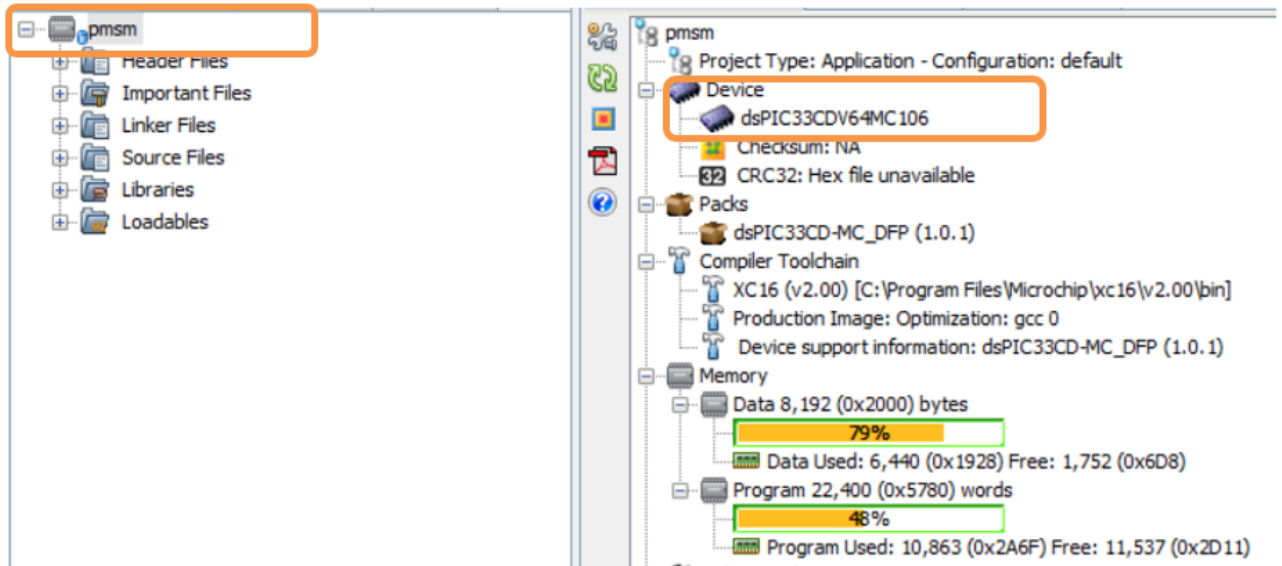 pmsm
Header Files
Important Files
Linker Files
Source Files
Libraries
Loadables
pmsm
Project Type: Application - Configuration: default
Device
dsPIC33CDV64MC106
Checksum: NA
32 CRC32: Hex file unavailable
Packs
dsPIC33CD-MC_DFP (1.0.1)
Compiler Toolchain
XC16 (v2.00) [C:\Program Files\Microchip\xc16\v2.00\bin]
Production Image: Optimization: gcc 0
Device support information: dsPIC33CD-MC_DFP (1.0.1)
Memory
Data 8,192 (0x2000) bytes
79%
Data Used: 6,440 (0x1928) Free: 1,752 (0x6D8)
Program 22,400 (0x5780) words
48%
Program Used: 10,863 (0x2A6F) Free: 11,537 (0x2D11)